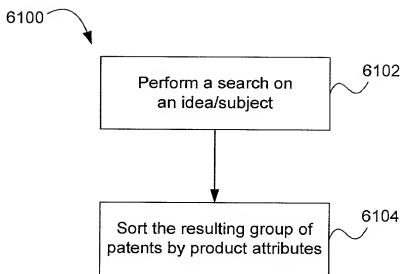 6100
Perform a search on
an idea/subject
6102
Sort the resulting group of
patents by product attributes
6104